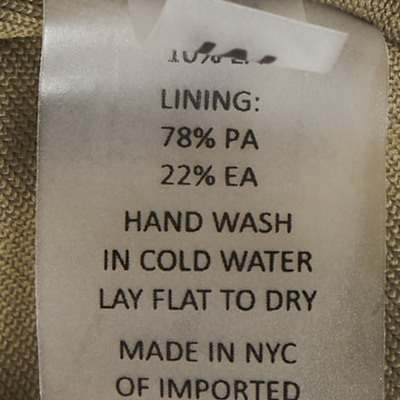 10%
LINING:
78% PA
22% EA
HAND WASH
IN COLD WATER
LAY FLAT TO DRY
MADE IN NYC
OF IMPORTED